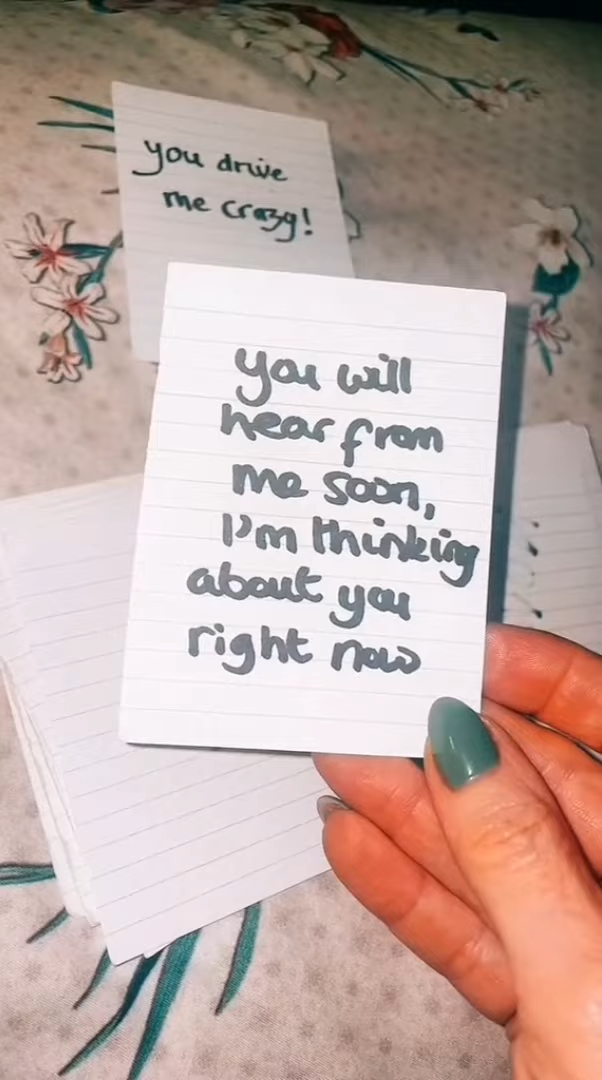 you drive
me crazy!
you will
hear from
me soon,
I'm thinking
about you
right now